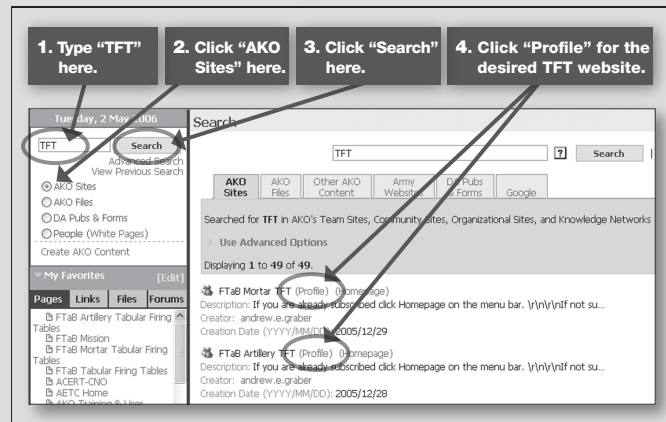 1. Type “TFT”
here.
2. Click “AKO
Sites” here.
3. Click “Search”
here.
4. Click “Profile” for the
desired TFT website.
Tuesday, 2 May 2006
TFT
Search
Advanced Search
View Previous Search
AKO Sites
AKO Files
DA Pubs & Forms
People (White Pages)
Create AKO Content
My Favorites [Edit]
Pages Links Files Forums
FTaB Artillery Tabular Firing
Tables
FTaB Mission
FTaB Mortar Tabular Firing
Tables
FTaB Tabular Firing Tables
ACERT-CNO
AETC Home
AKO Training &
Search
TFT ? Search |
AKO
Sites
AKO
Files
Other AKO
Content
Army
Websites
DA Pubs
& Forms
Google
Searched for TFT in AKO's Team Sites, Community Sites, Organizational Sites, and Knowledge Networks
Use Advanced Options
Displaying 1 to 49 of 49.
FTaB Mortar TFT (Profile) (Homepage)
Description: If you are already subscribed click Homepage on the menu bar. \r\n\r\nIf not su...
Creator: andrew.e.graber
Creation Date (YYYY/MM/DD): 2005/12/29
FTaB Artillery TFT (Profile) (Homepage)
Description: If you are already subscribed click Homepage on the menu bar. \r\n\r\nIf not su...
Creator: andrew.e.graber
Creation Date (YYYY/MM/DD): 2005/12/28